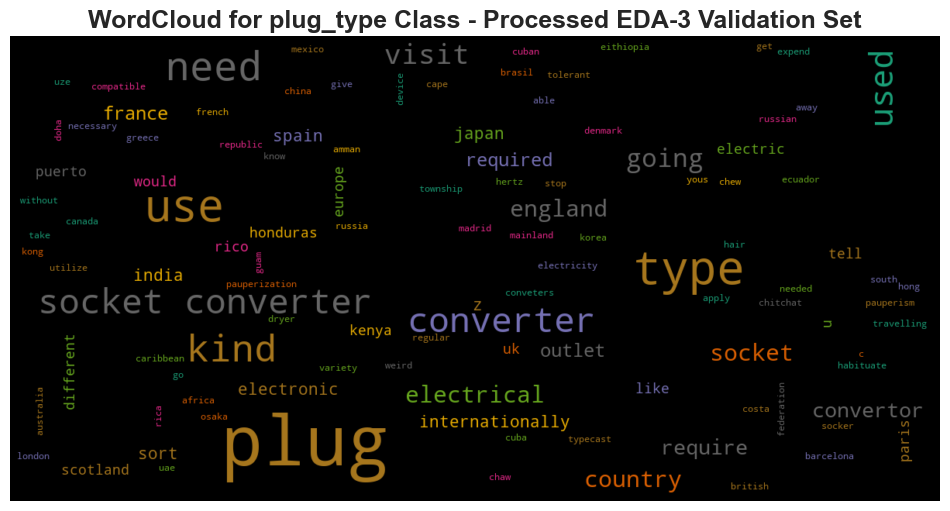 WordCloud for plug_type Class - Processed EDA-3 Validation Set
mexico
need
visit
cuban
eithiopia
get
expend
used
uze
compatible
china
give
device
cape
brasil
tolerant
able
away
russian
doha
necessary
france
french
greece
republic
spain
know
amman
japan
required
denmark
going
electric
puerto
would
europe
township
hertz
stop
yous
chew
ecuador
without
use
england
take
canada
honduras
russia
madrid
mainland
korea
kong
rico
guam
hair
tell
utilize
india
pauperization
electricity
type
needed
south
hong
socket converter
conveters
apply
chitchat
pauperism
z
converter
dryer
kenya
regular
u
travelling
different
kind
caribbean
go
variety
weird
uk
outlet
socket
c
habituate
electronic
electrical
like
australia
rica
africa
osaka
plug
internationally
costa
federation
convertor
socker
cuba
typecast
require
paris
london
scotland
sort
uae
chaw
country
british
barcelona